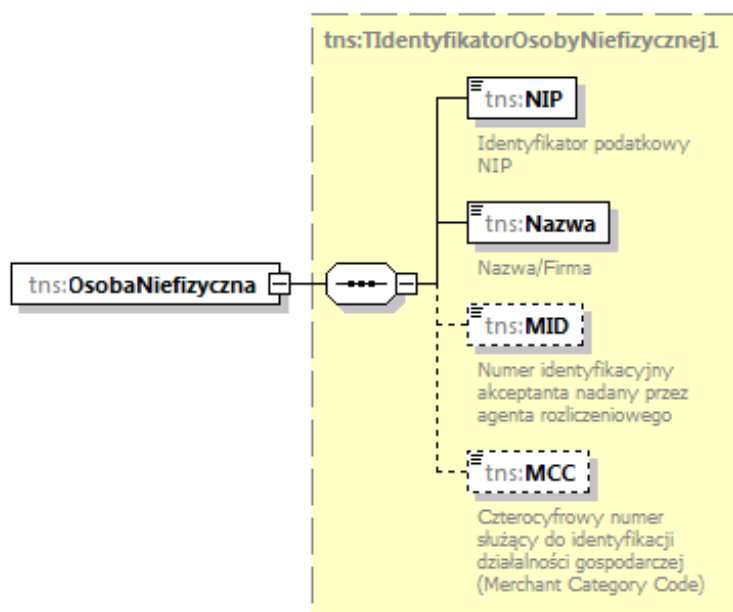 tns:TIdentyfikatorOsobyNiefizycznej1
tns:NIP
Identyfikator podatkowy
NIP
tns:Nazwa
Nazwa/Firma
tns:OsobaNiefizyczna
tns:MID
Numer identyfikacyjny
akceptanta nadany przez
agenta rozliczeniowego
tns:MCC
Czterocyfrowy numer
służący do identyfikacji
działalności gospodarczej
(Merchant Category Code)